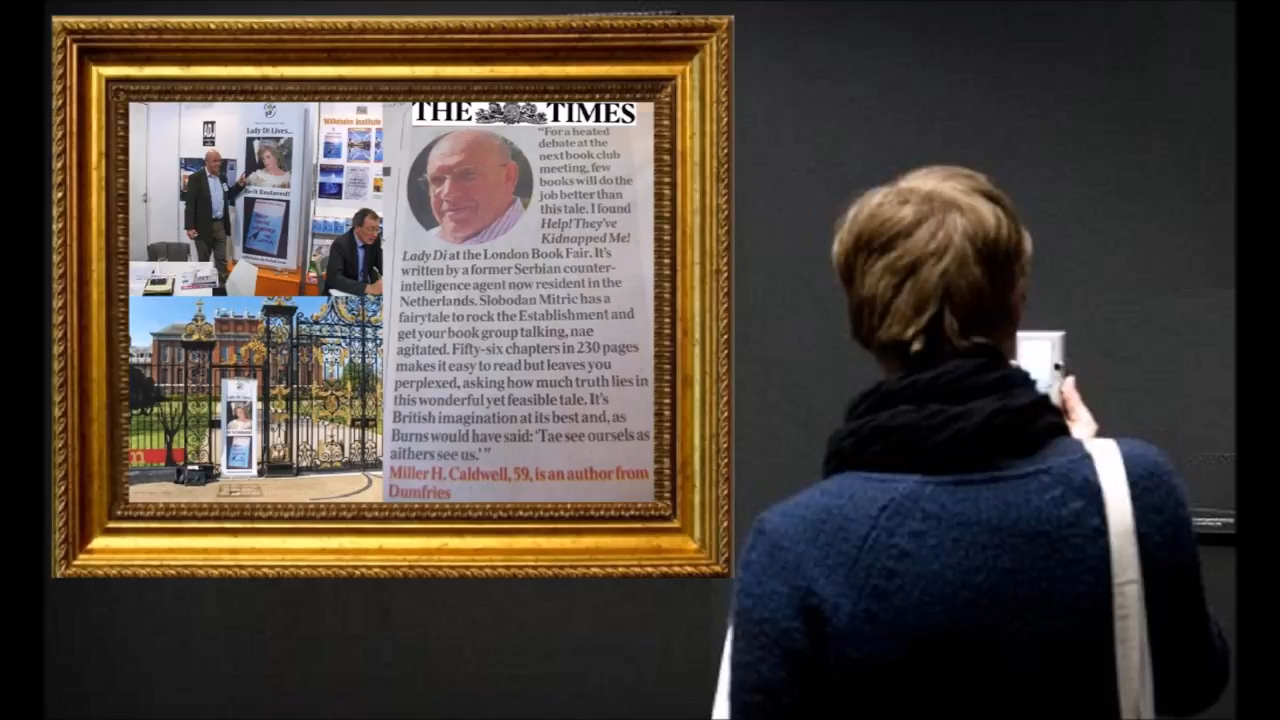 Lady Di Lives...
ADJ
Willehalm Institute
THE TIMES
"For a heated
debate at the
next book club
meeting, few
books will do the
job better than
this tale. I found
Help! They've
Kidnapped Me!
Lady Di at the London Book Fair. It's
written by a former Serbian counter-
intelligence agent now resident in the
Netherlands. Slobodan Mitric has a
fairytale to rock the Establishment and
get your book group talking, nae
agitated. Fifty-six chapters in 230 pages
makes it easy to read but leaves you
perplexed, asking how much truth lies in
this wonderful yet feasible tale. It's
British imagination at its best and, as
Burns would have said: 'Tae see oursels as
aithers see us.'"
Miller H. Caldwell, 59, is an author from
Dumfries